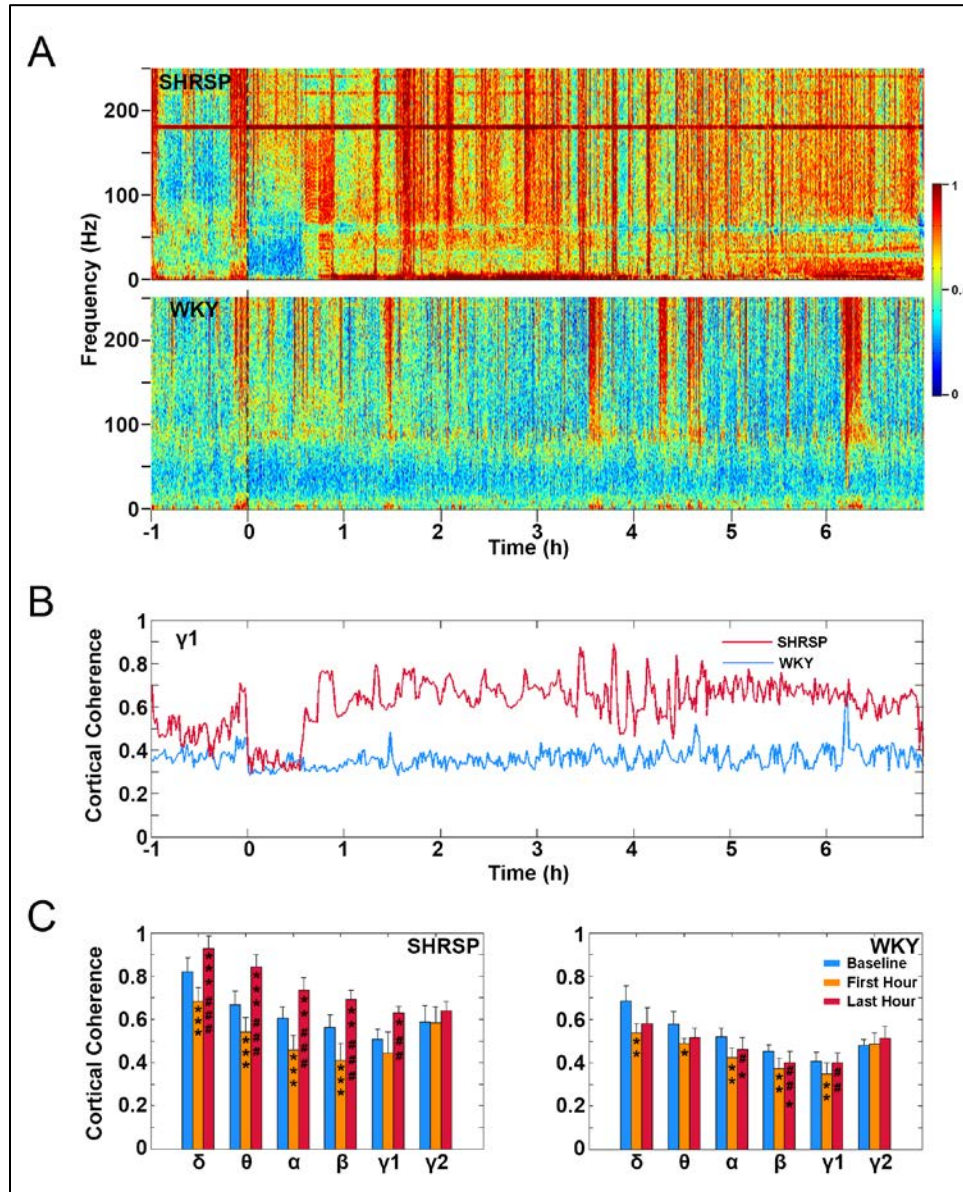 A
SHRSP
200
100
0
WKY
200
100
0
Frequency (Hz)
-1 0 1 2 3 4 5 6
Time (h)
1
0.
0
B
γ1
SHRSP
WKY
1
0.8
0.6
0.4
0.2
0
Cortical Coherence
-1 0 1 2 3 4 5 6
Time (h)
C
SHRSP
1
0.8
0.6
0.4
0.2
0
Cortical Coherence
***
***###
***
***###
***
**##
***
**###
*##
δ θ α β γ1 γ2
WKY
Baseline
First Hour
Last Hour
1
0.8
0.6
0.4
0.2
0
**
*
**
#*
**
##*
**
##
δ θ α β γ1 γ2